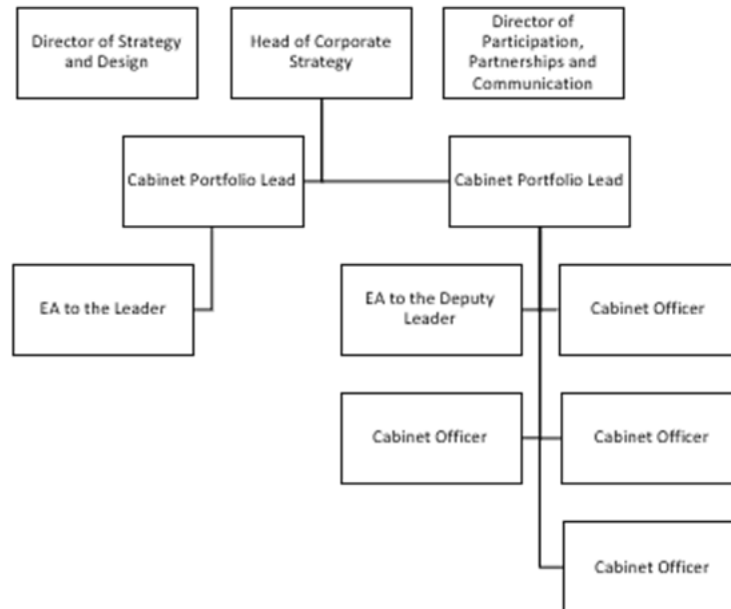 Director of Strategy
and Design
Head of Corporate
Strategy
Director of
Participation,
Partnerships and
Communication
Cabinet Portfolio Lead
Cabinet Portfolio Lead
EA to the Leader
EA to the Deputy
Leader
Cabinet Officer
Cabinet Officer
Cabinet Officer
Cabinet Officer